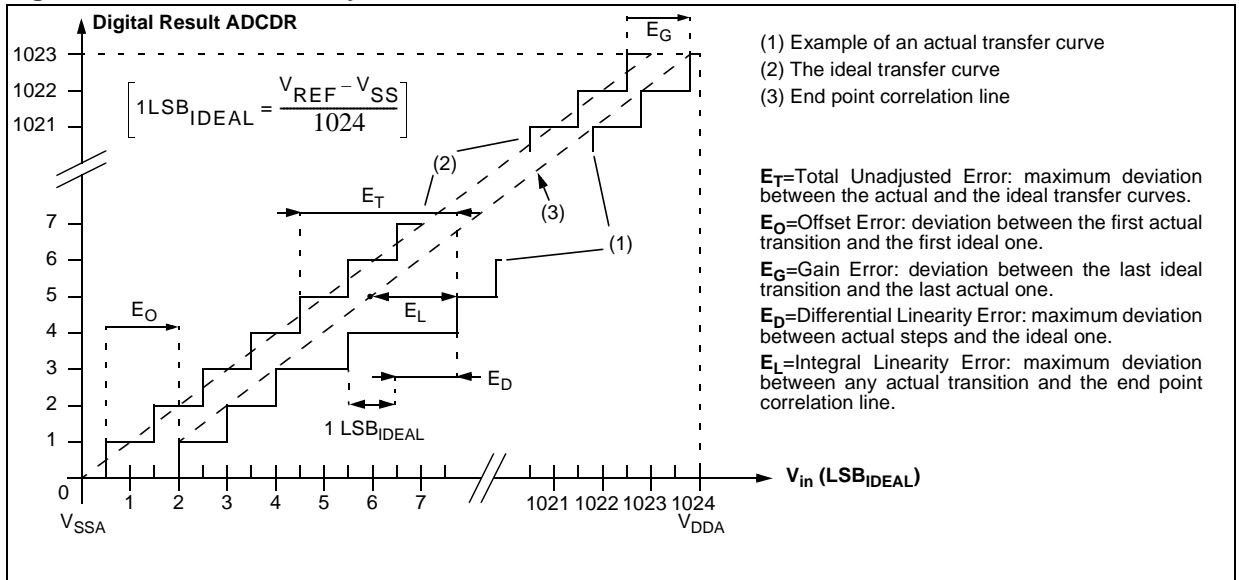 Digital Result ADCDR
E_G
1023
1022
1021
1LSB_IDEAL = (V_REF – V_SS) / 1024
(2)
E_T
(3)
(1)
7
6
5
4
3
2
1
0
E_O
E_L
E_D
1 LSB_IDEAL
1 2 3 4 5 6 7 1021 1022 1023 1024
V_in (LSB_IDEAL)
V_SSA
V_DDA
(1) Example of an actual transfer curve
(2) The ideal transfer curve
(3) End point correlation line
E_T=Total Unadjusted Error: maximum deviation
between the actual and the ideal transfer curves.
E_O=Offset Error: deviation between the first actual
transition and the first ideal one.
E_G=Gain Error: deviation between the last ideal
transition and the last actual one.
E_D=Differential Linearity Error: maximum deviation
between actual steps and the ideal one.
E_L=Integral Linearity Error: maximum deviation
between any actual transition and the end point
correlation line.
(1)